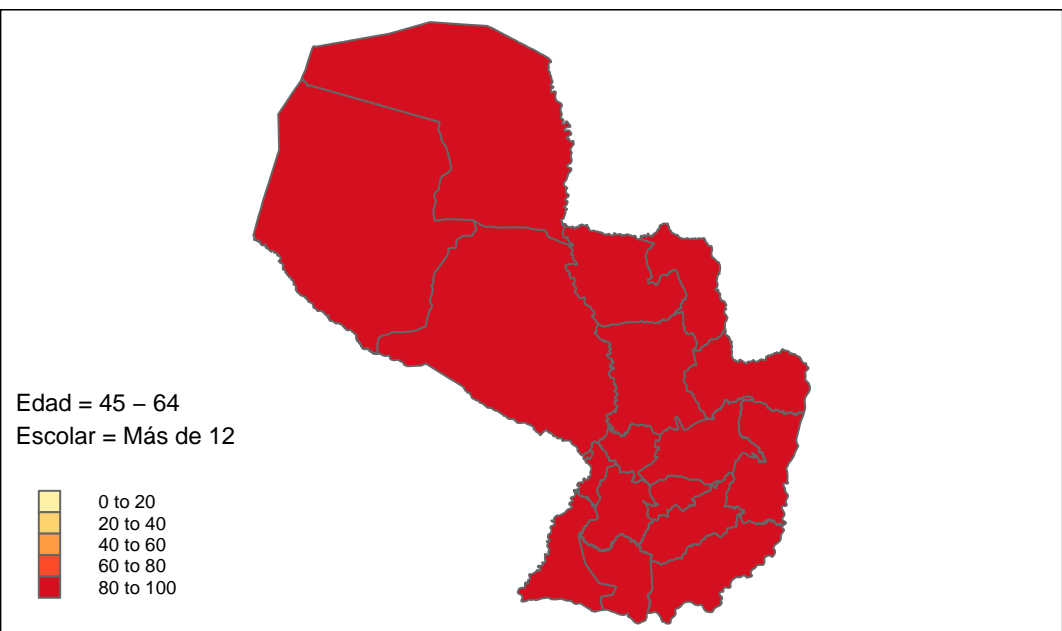 Edad = 45 – 64
Escolar = Más de 12
0 to 20
20 to 40
40 to 60
60 to 80
80 to 100